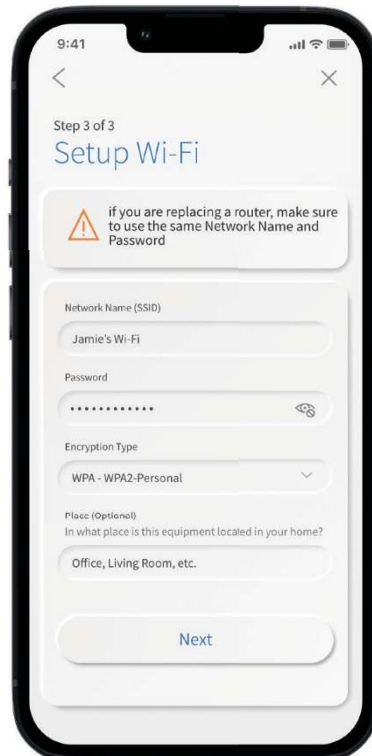 9:41
Step 3 of 3
Setup Wi-Fi
if you are replacing a router, make sure
to use the same Network Name and
Password
Network Name (SSID)
Jamie's Wi-Fi
Password
••••••••••••
Encryption Type
WPA - WPA2-Personal
Place (Optional)
In what place is this equipment located in your home?
Office, Living Room, etc.
Next